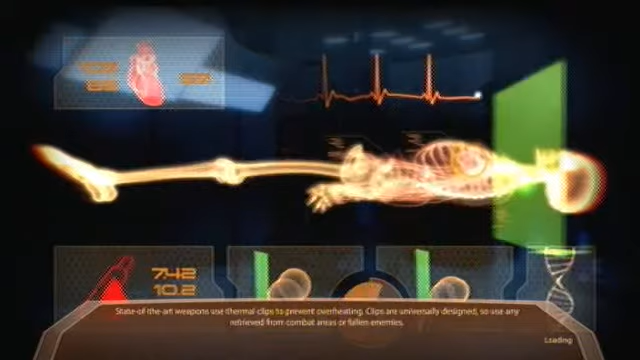 7.42
10.2
State-of-the-art weapons use thermal clips to prevent overheating. Clips are universally designed, so use any
retrieved from combat areas or fallen enemies.
Loading